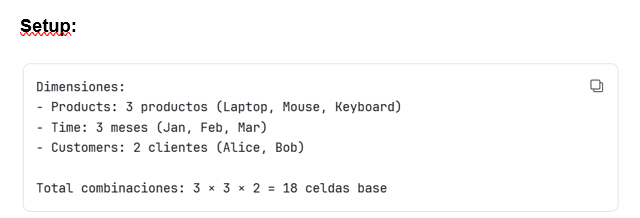 Setup:
Dimensiones:
- Products: 3 productos (Laptop, Mouse, Keyboard)
- Time: 3 meses (Jan, Feb, Mar)
- Customers: 2 clientes (Alice, Bob)
Total combinaciones: 3 × 3 × 2 = 18 celdas base